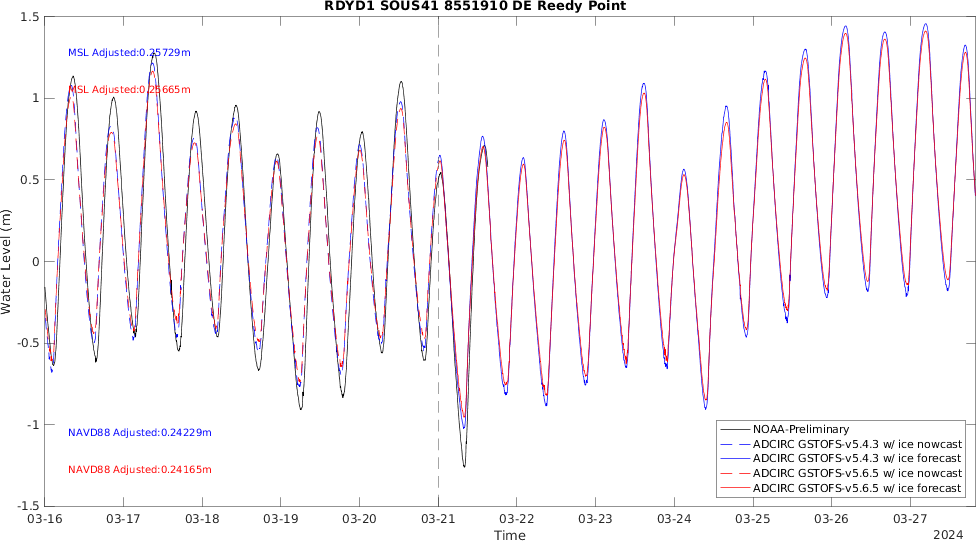 RDYD1 SOUS41 8551910 DE Reedy Point
1.5
MSL Adjusted:0.25729m
MSL Adjusted:0.25665m
1
0.5
Water Level (m)
0
-0.5
-1
NAVD88 Adjusted:0.24229m
NAVD88 Adjusted:0.24165m
-1.5
NOAA-Preliminary
ADCIRC GSTOFS-v5.4.3 w/ ice nowcast
ADCIRC GSTOFS-v5.4.3 w/ ice forecast
ADCIRC GSTOFS-v5.6.5 w/ ice nowcast
ADCIRC GSTOFS-v5.6.5 w/ ice forecast
03-16 03-17 03-18 03-19 03-20 03-21 03-22 03-23 03-24 03-25 03-26 03-27
Time
2024